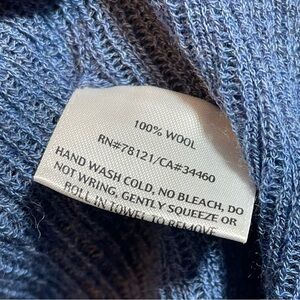 100% WOOL
RN#78121/CA#34460
HAND WASH COLD, NO BLEACH, DO
NOT WRING, GENTLY SQUEEZE OR
ROLL IN TOWEL TO REMOVE